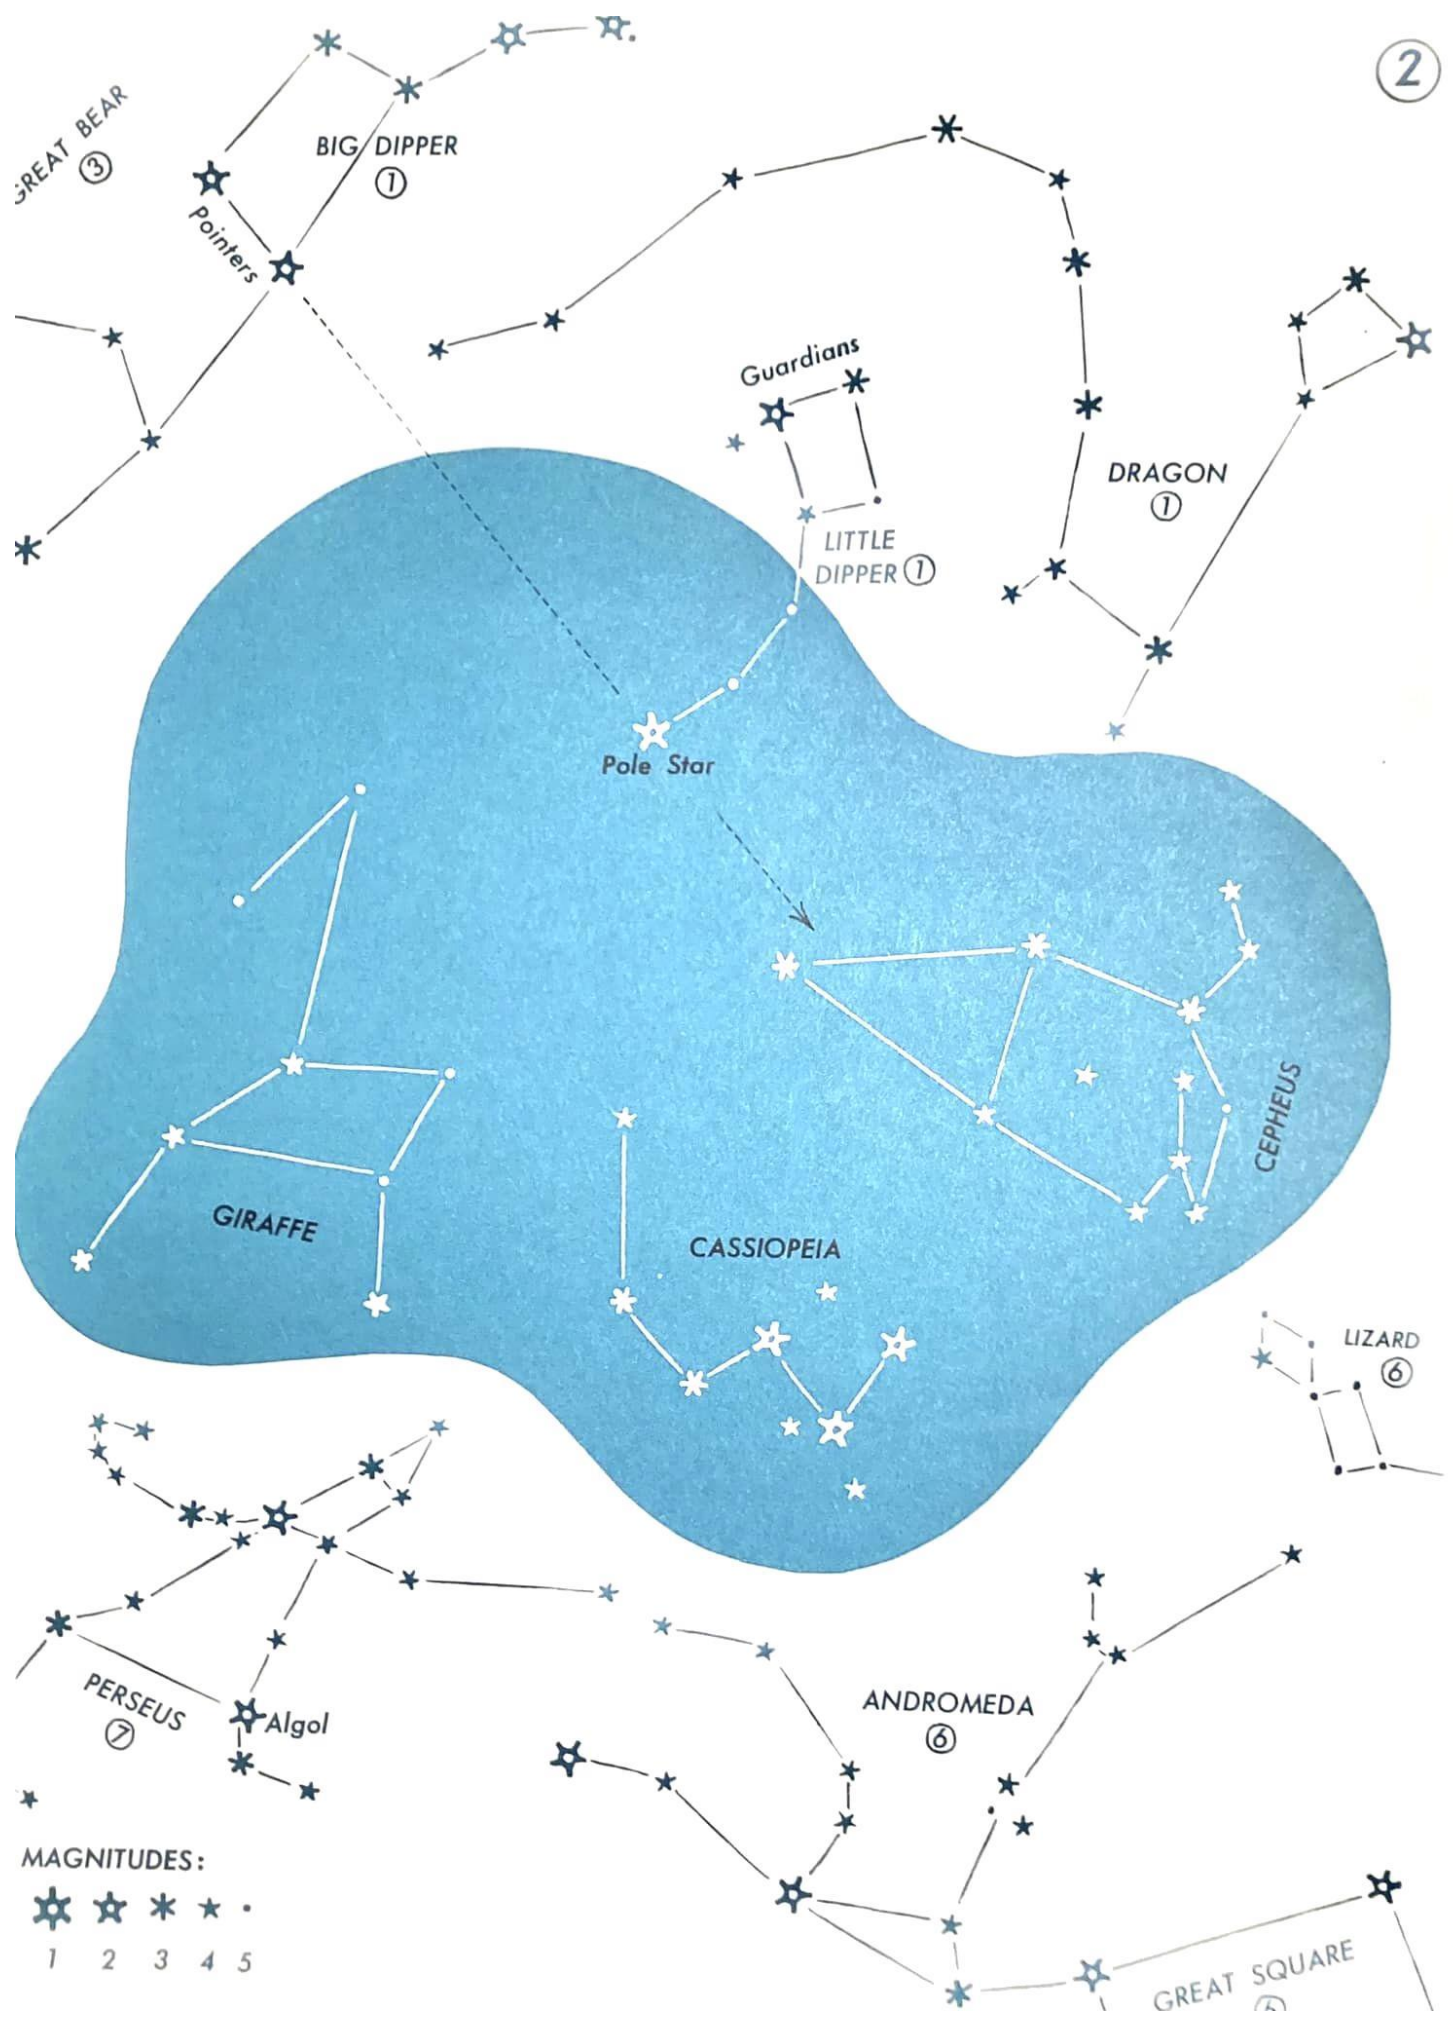 2
GREAT BEAR
3
BIG DIPPER
1
Pointers
Guardians
DRAGON
1
LITTLE
DIPPER 1
Pole Star
CEPHEUS
GIRAFFE
CASSIOPEIA
LIZARD
6
PERSEUS
7
Algol
ANDROMEDA
6
MAGNITUDES:
1 2 3 4 5
GREAT SQUARE